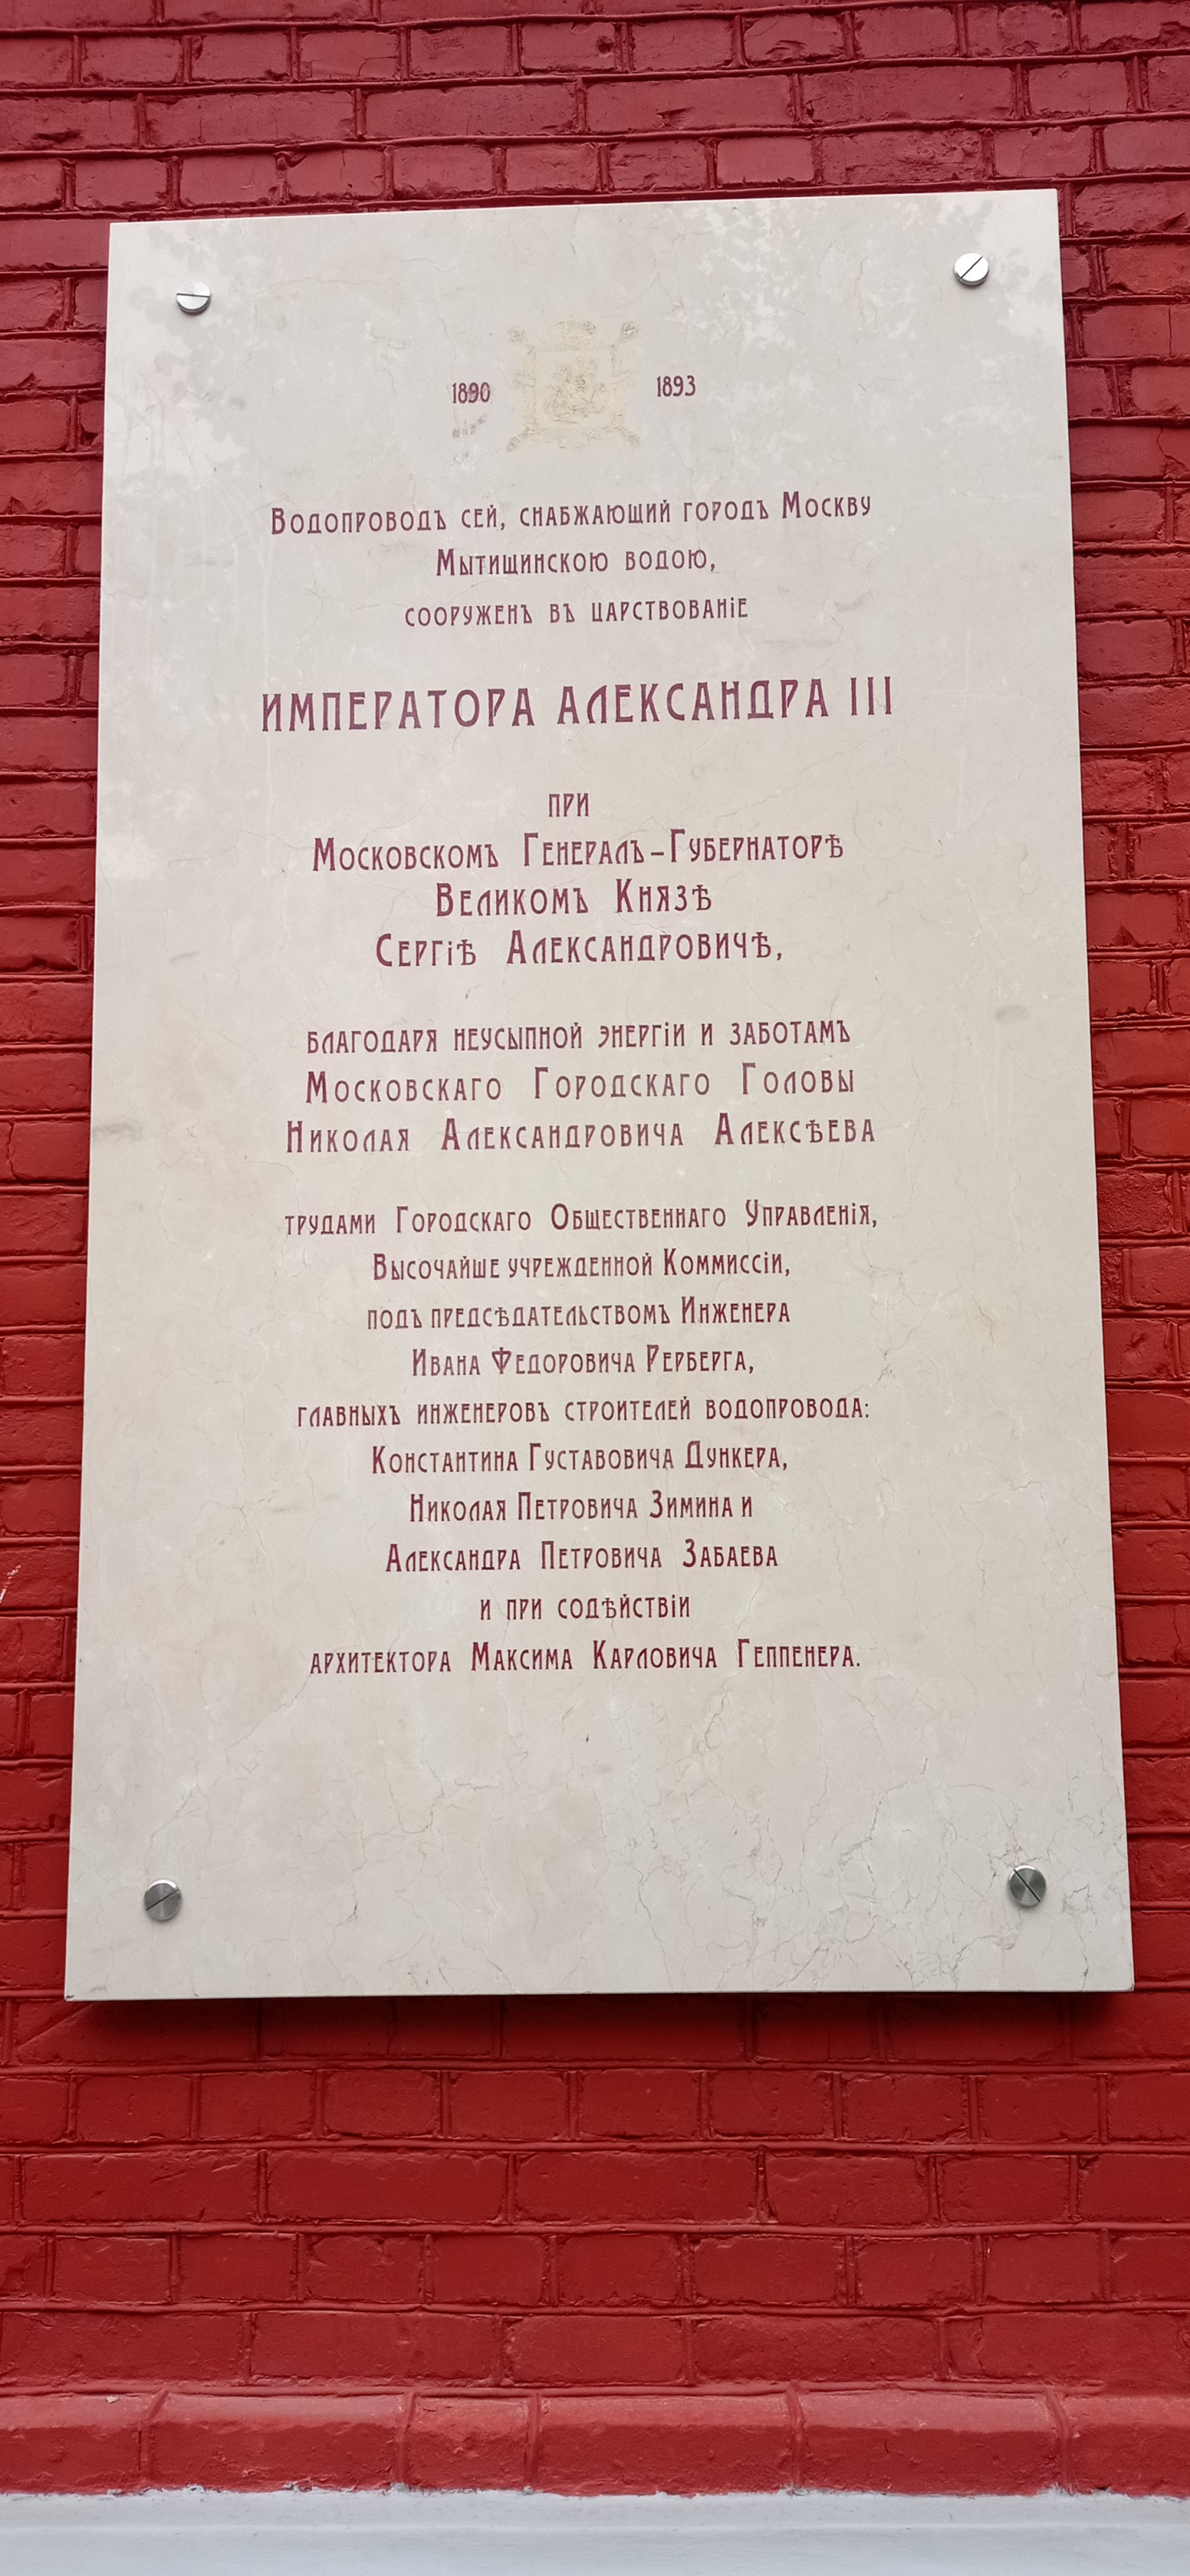 1890 1893
Водопроводъ сей, снабжающий городъ Москву
Мытищинскою водою,
сооруженъ въ царствованіе
ИМПЕРАТОРА АЛЕКСАНДРА III
при
Московскомъ Генералъ-Губернаторѣ
Великомъ Князѣ
Сергіѣ Александровичѣ,
благодаря неусыпной энергіи и заботамъ
Московскаго Городскаго Головы
Николая Александровича Алексѣева
трудами Городскаго Общественнаго Управленія,
Высочайше учрежденной Коммиссіи,
подъ предсѣдательствомъ Инженера
Ивана Федоровича Рерберга,
главныхъ инженеровъ строителей водопровода:
Константина Густавовича Дункера,
Николая Петровича Зимина и
Александра Петровича Забаева
и при содѣйствіи
архитектора Максима Карловича Геппенера.